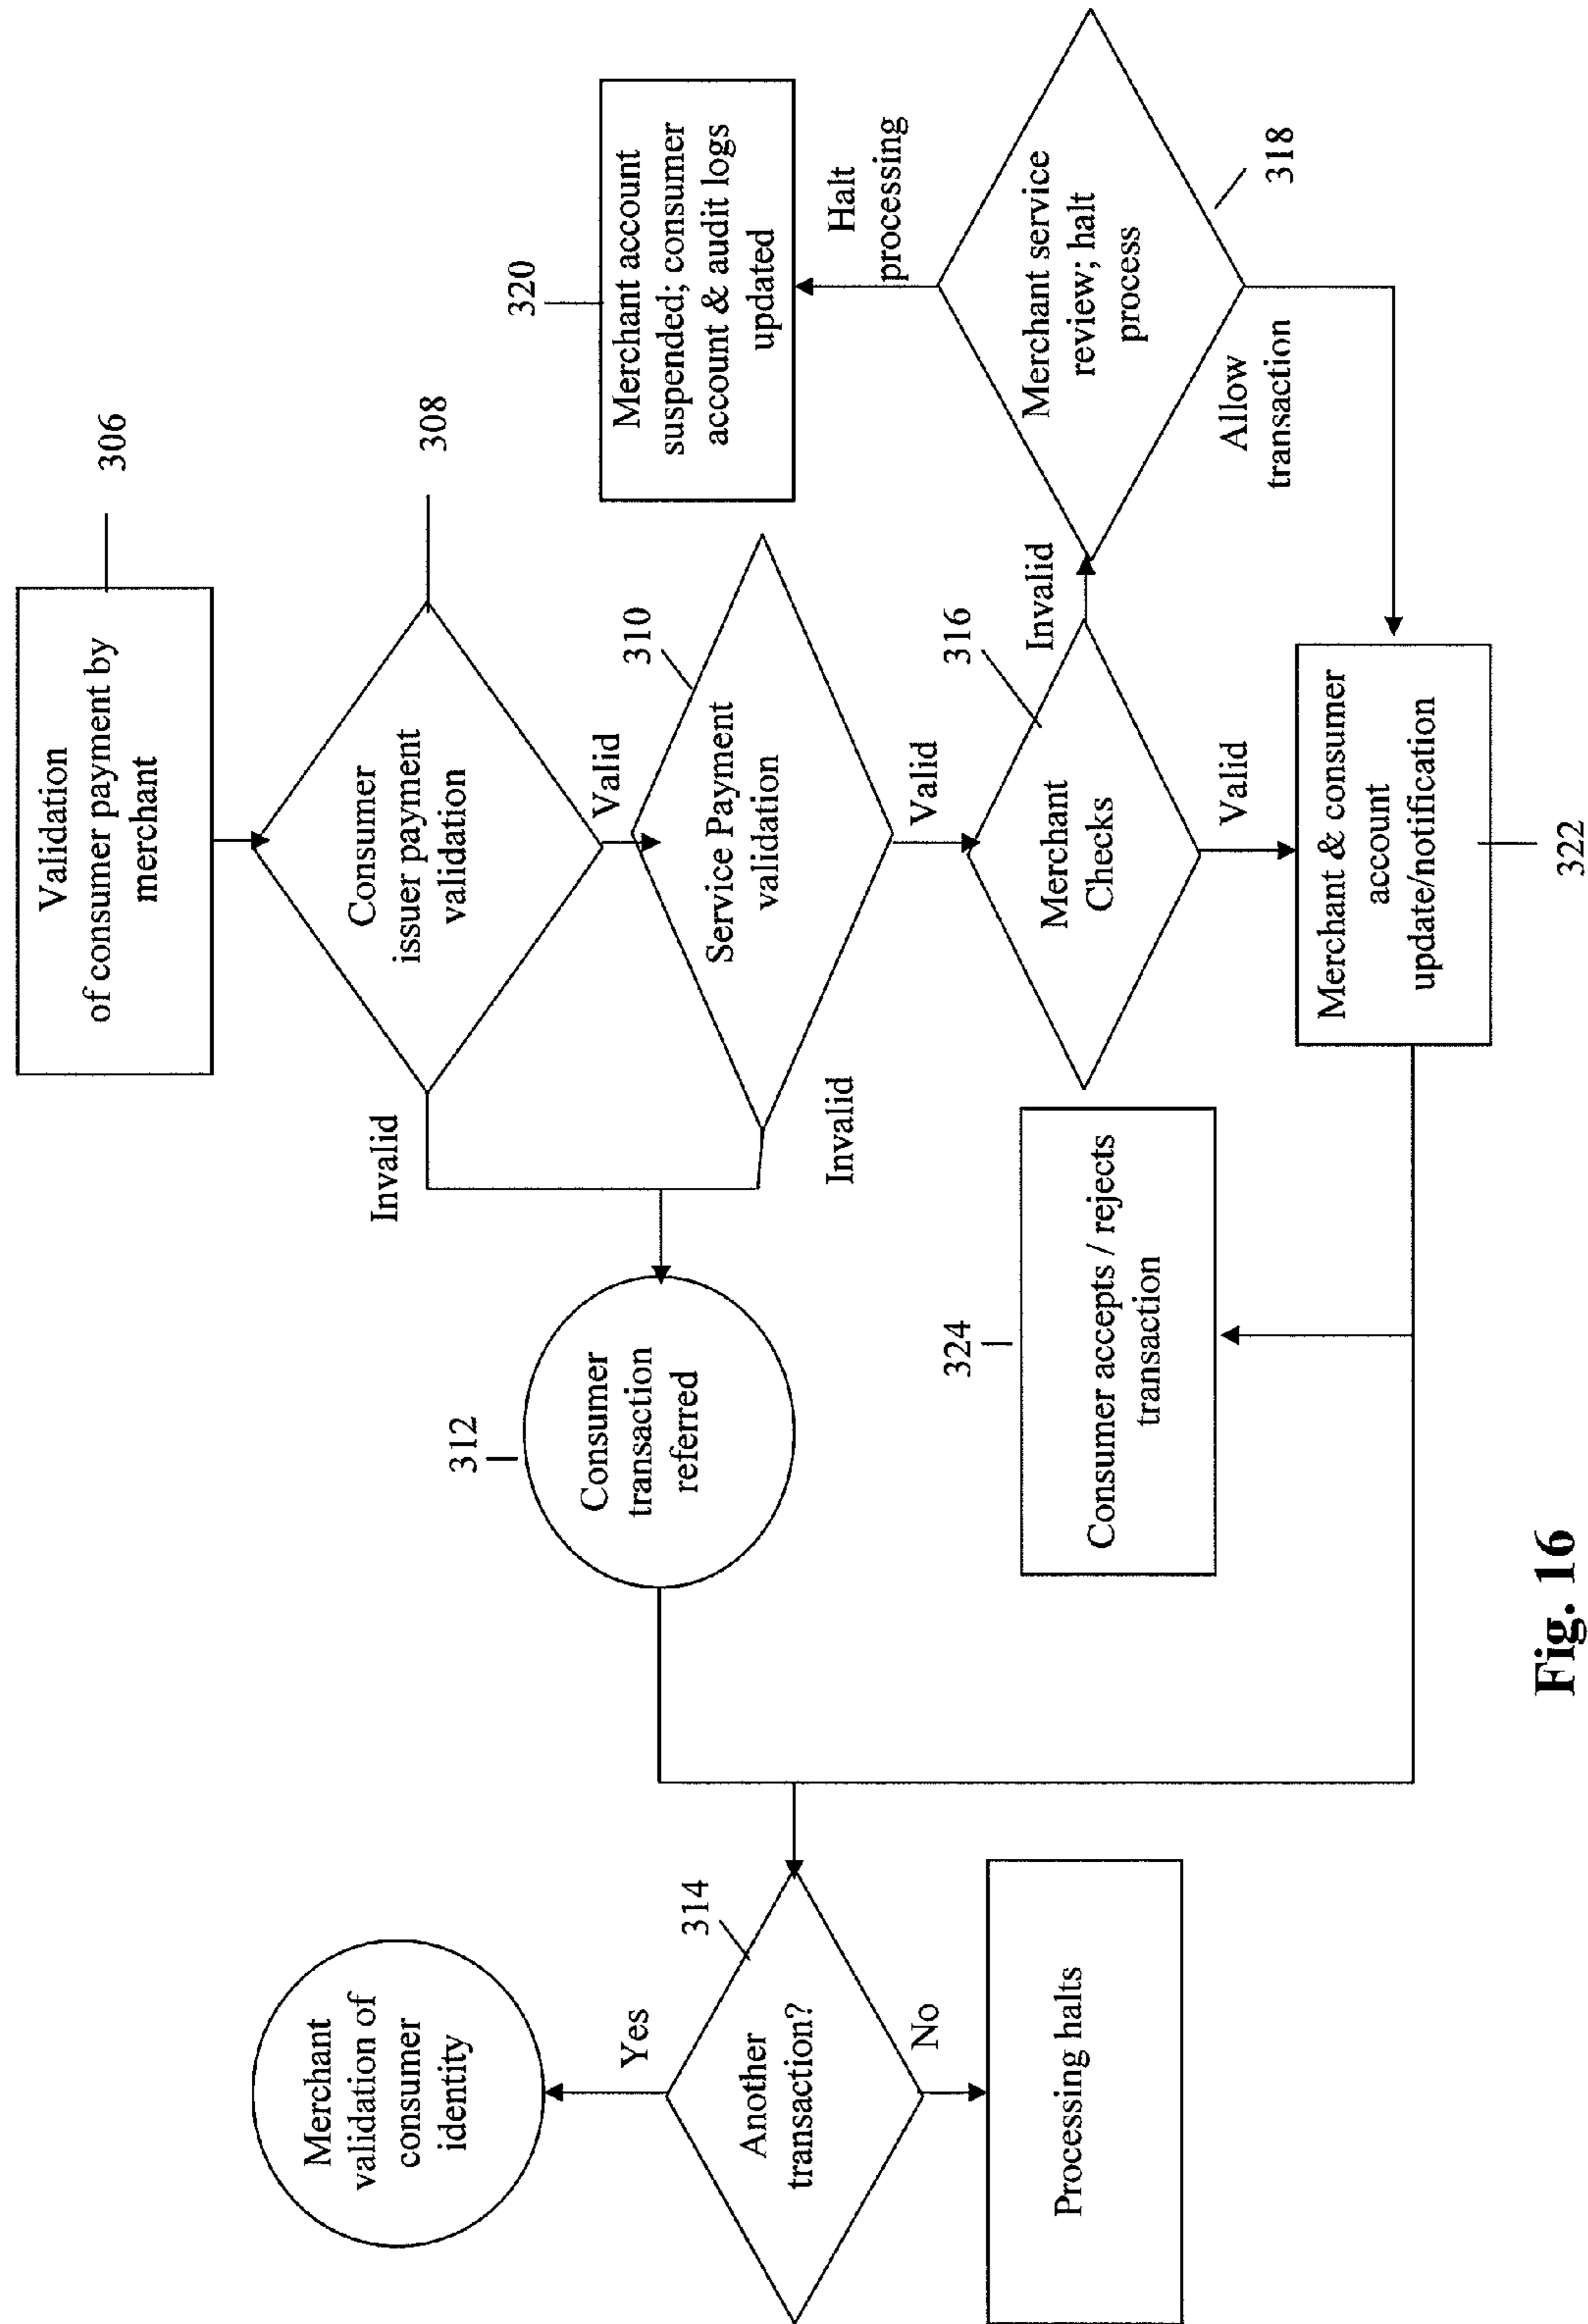 Validation
of consumer payment by
merchant
306
Consumer
issuer payment
validation
308
Invalid
Valid
Service Payment
validation
310
Invalid
Valid
Consumer
transaction
referred
312
Merchant
Checks
316
Invalid
Valid
Merchant service
review; halt
process
318
Halt
processing
Allow
transaction
Merchant account
suspended; consumer
account & audit logs
updated
320
Merchant & consumer
account
update/notification
322
Consumer accepts / rejects
transaction
324
Another
transaction?
314
Yes
No
Merchant
validation of
consumer
identity
Processing halts
Fig. 16